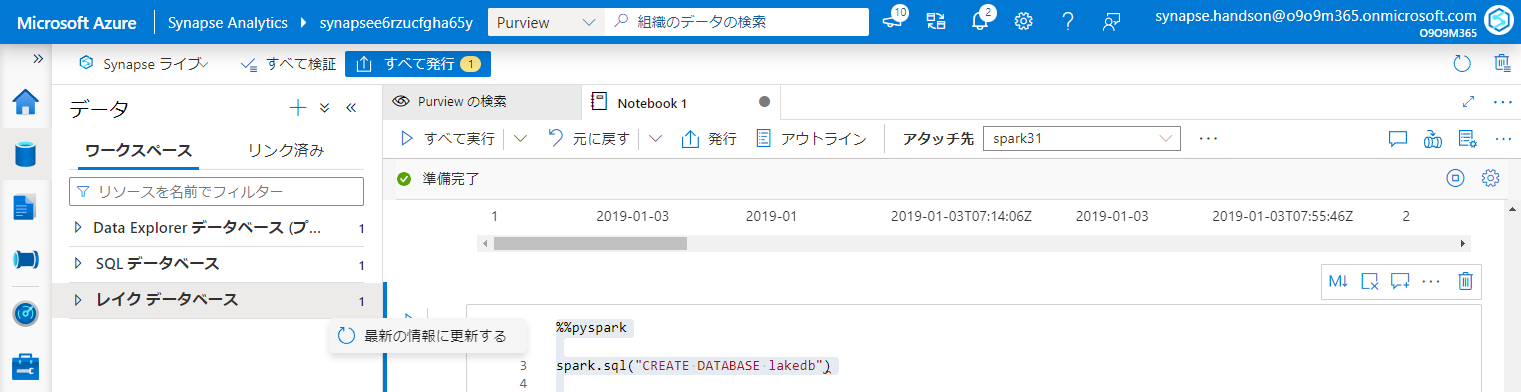 Microsoft Azure Synapse Analytics synapsee6rzucfgha65y Purview 組織のデータの検索 10 2 synapse.handson@o9o9m365.onmicrosoft.com
O9O9M365
Synapse ライブ すべて検証 すべて発行 1
データ
Purview の検索 Notebook 1
ワークスペース リンク済み
すべて実行 元に戻す 発行 アウトライン アタッチ先 spark31
リソースを名前でフィルター
準備完了
Data Explorer データベース (プ... 1
1 2019-01-03 2019-01 2019-01-03T07:14:06Z 2019-01-03 2019-01-03T07:55:46Z 2
SQL データベース 1
レイク データベース 1
M↓
最新の情報に更新する
%%pyspark
3 spark.sql("CREATE DATABASE lakedb")
4